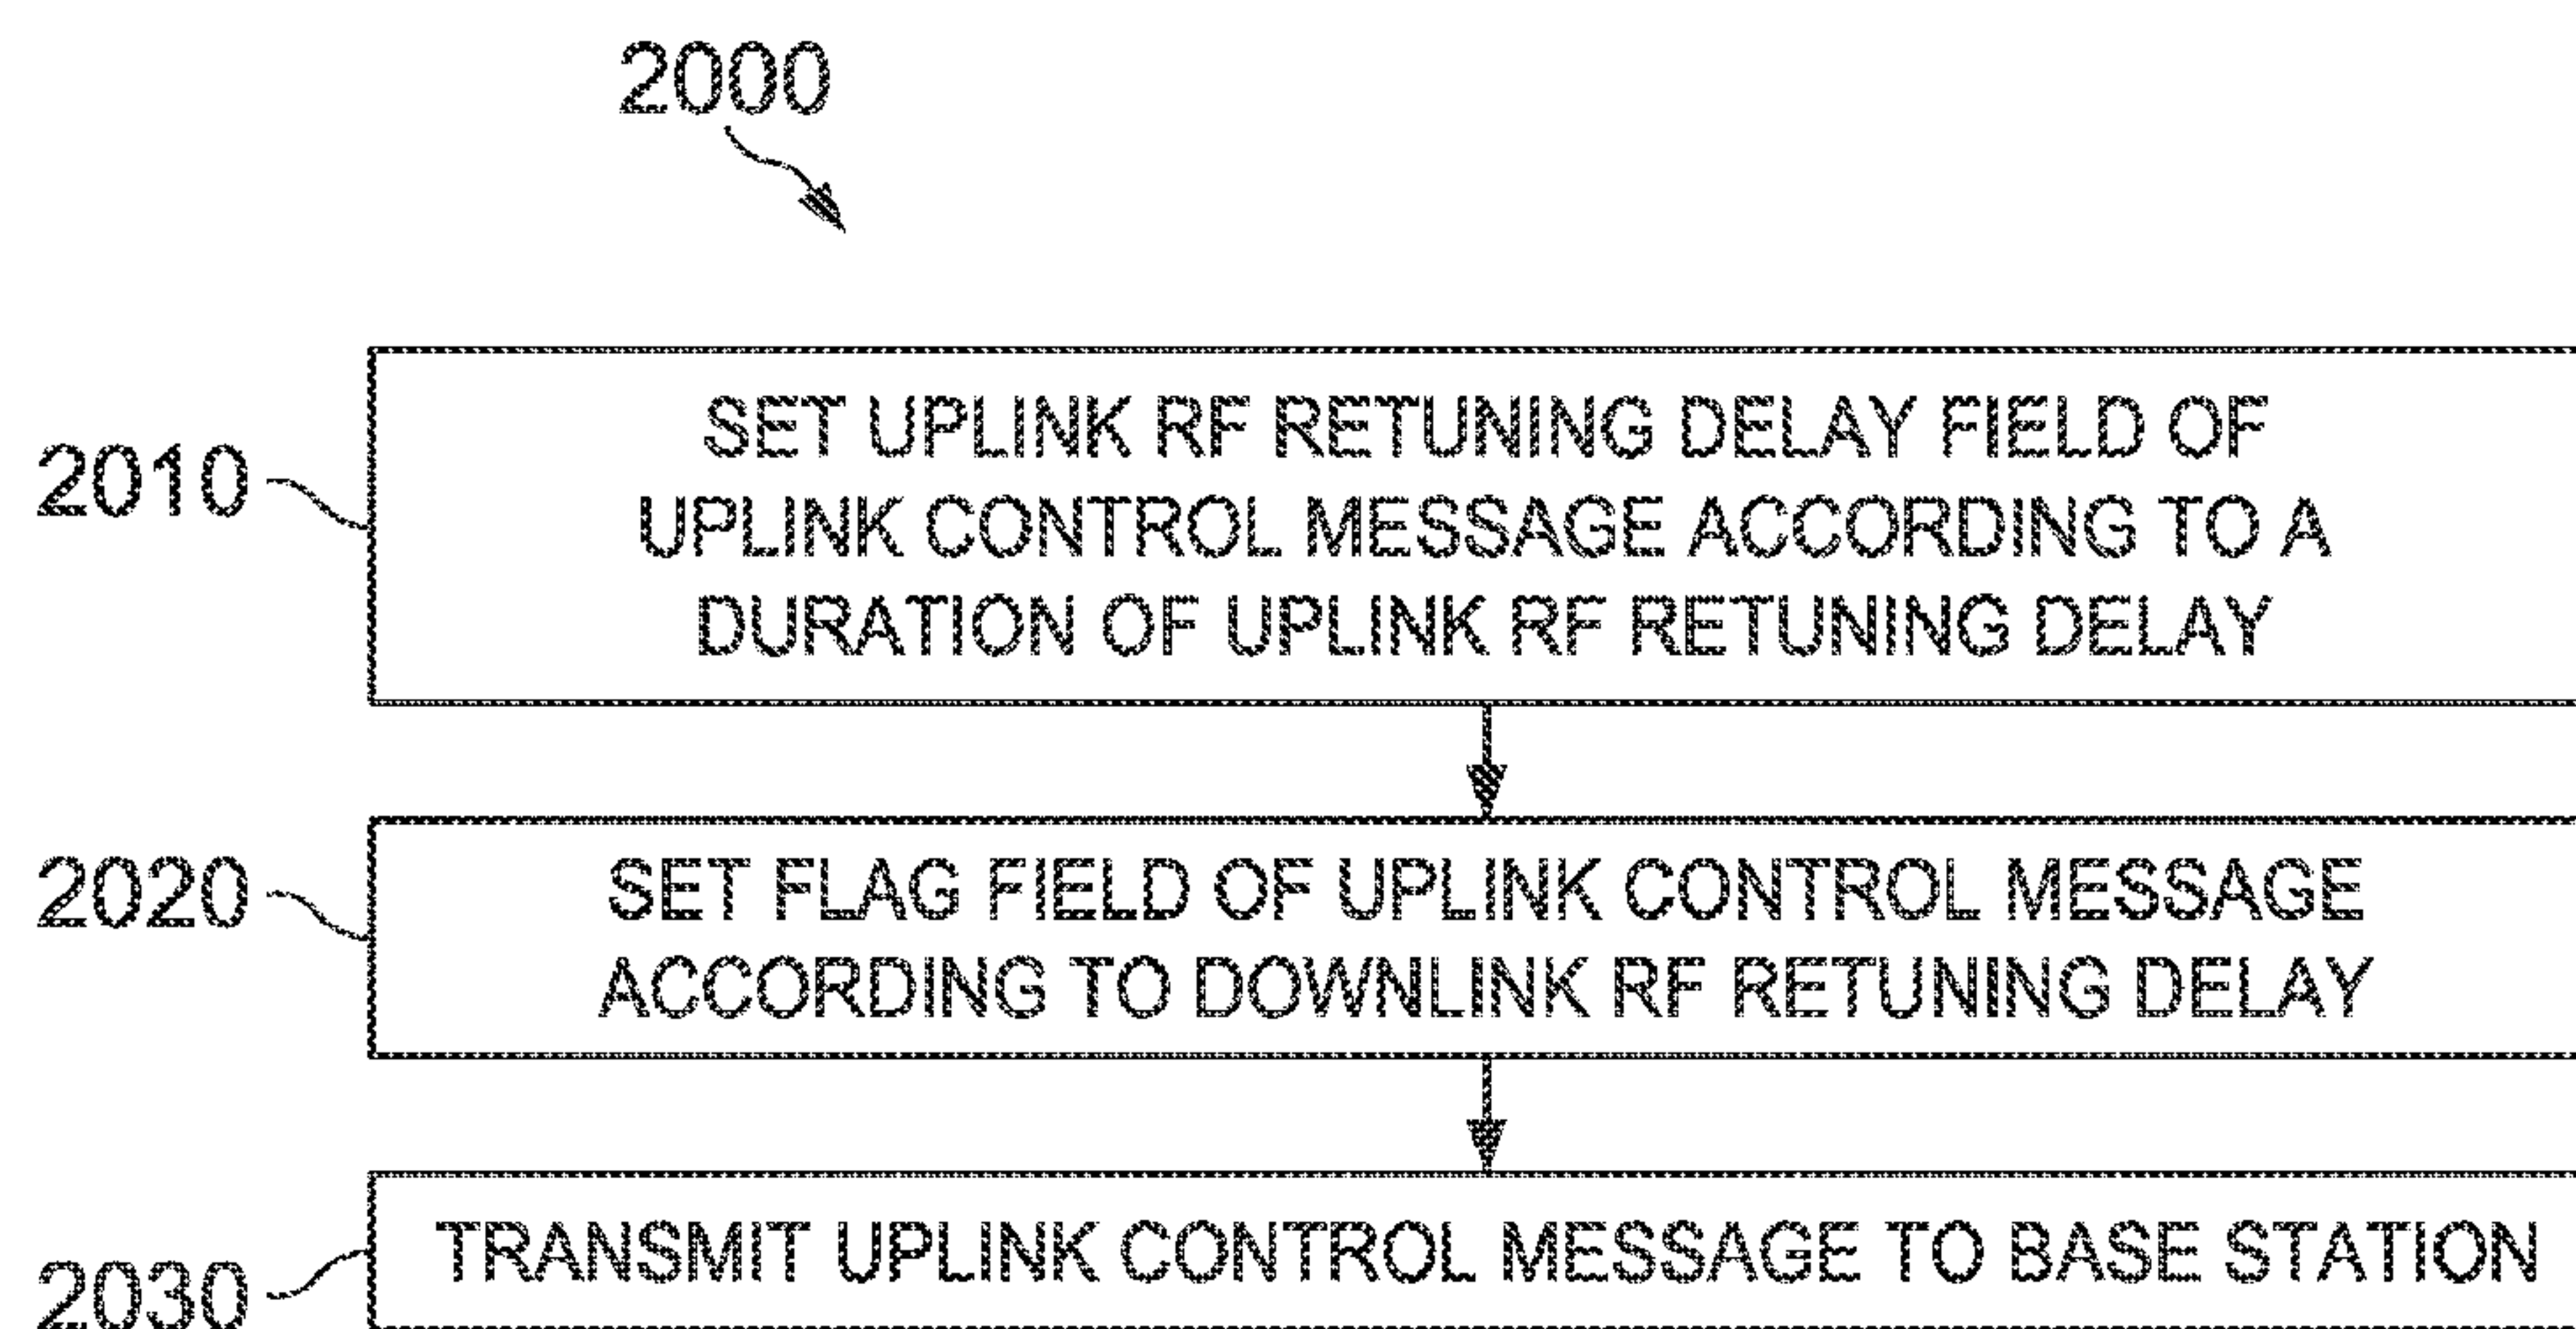 2000
2010
SET UPLINK RF RETUNING DELAY FIELD OF
UPLINK CONTROL MESSAGE ACCORDING TO A
DURATION OF UPLINK RF RETUNING DELAY
2020
SET FLAG FIELD OF UPLINK CONTROL MESSAGE
ACCORDING TO DOWNLINK RF RETUNING DELAY
2030
TRANSMIT UPLINK CONTROL MESSAGE TO BASE STATION